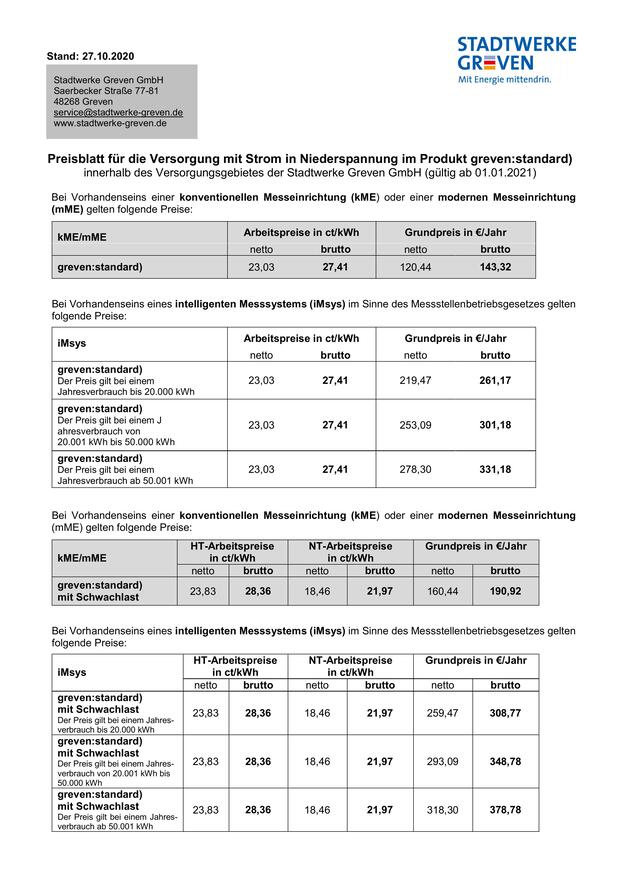 Stand: 27.10.2020
STADTWERKE
GREVEN
Mit Energie mittendrin.
Stadtwerke Greven GmbH
Saerbecker Straße 77-81
48268 Greven
service@stadtwerke-greven.de
www.stadtwerke-greven.de
Preisblatt für die Versorgung mit Strom in Niederspannung im Produkt greven:standard)
innerhalb des Versorgungsgebietes der Stadtwerke Greven GmbH (gültig ab 01.01.2021)
Bei Vorhandenseins einer konventionellen Messeinrichtung (kME) oder einer modernen Messeinrichtung
(mME) gelten folgende Preise:
kME/mME Arbeitspreise in ct/kWh Grundpreis in €/Jahr
netto brutto netto brutto
greven:standard) 23,03 27,41 120,44 143,32
Bei Vorhandenseins eines intelligenten Messsystems (iMsys) im Sinne des Messstellenbetriebsgesetzes gelten
folgende Preise:
iMsys Arbeitspreise in ct/kWh Grundpreis in €/Jahr
netto brutto netto brutto
greven:standard)
Der Preis gilt bei einem
Jahresverbrauch bis 20.000 kWh
23,03 27,41 219,47 261,17
greven:standard)
Der Preis gilt bei einem J
ahresverbrauch von
20.001 kWh bis 50.000 kWh
23,03 27,41 253,09 301,18
greven:standard)
Der Preis gilt bei einem
Jahresverbrauch ab 50.001 kWh
23,03 27,41 278,30 331,18
Bei Vorhandenseins einer konventionellen Messeinrichtung (kME) oder einer modernen Messeinrichtung
(mME) gelten folgende Preise:
kME/mME HT-Arbeitspreise NT-Arbeitspreise Grundpreis in €/Jahr
in ct/kWh in ct/kWh
netto brutto netto brutto netto brutto
greven:standard)
mit Schwachlast
23,83 28,36 18,46 21,97 160,44 190,92
Bei Vorhandenseins eines intelligenten Messsystems (iMsys) im Sinne des Messstellenbetriebsgesetzes gelten
folgende Preise:
iMsys HT-Arbeitspreise NT-Arbeitspreise Grundpreis in €/Jahr
in ct/kWh in ct/kWh
netto brutto netto brutto netto brutto
greven:standard)
mit Schwachlast
Der Preis gilt bei einem Jahres-
verbrauch bis 20.000 kWh
23,83 28,36 18,46 21,97 259,47 308,77
greven:standard)
mit Schwachlast
Der Preis gilt bei einem Jahres-
verbrauch von 20.001 kWh bis
50.000 kWh
23,83 28,36 18,46 21,97 293,09 348,78
greven:standard)
mit Schwachlast
Der Preis gilt bei einem Jahres-
verbrauch ab 50.001 kWh
23,83 28,36 18,46 21,97 318,30 378,78